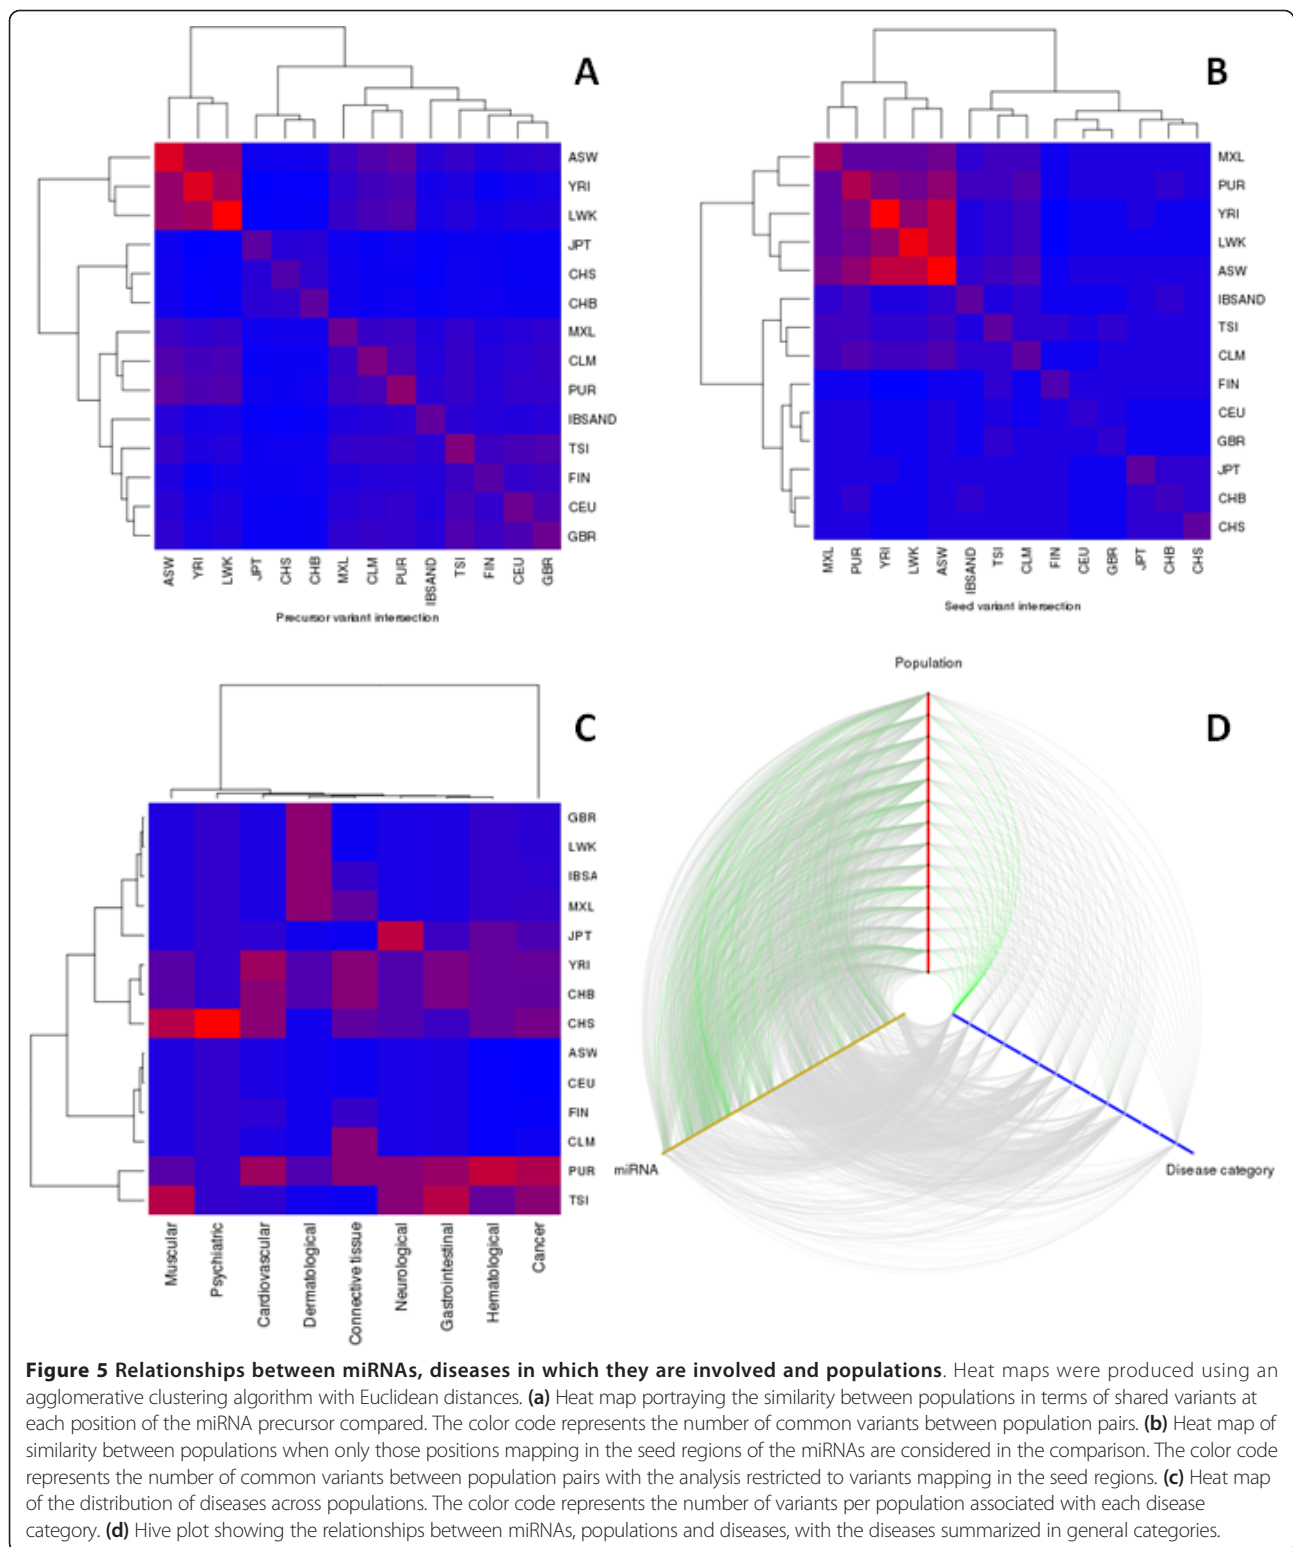 A
ASW
YRI
LWK
JPT
CHS
CHB
MXL
CLM
PUR
IBSAND
TSI
FIN
CEU
GBR
ASW YRI LWK JPT CHS CHB MXL CLM PUR IBSAND TSI FIN CEU GBR
Precursor variant intersection
B
MXL
PUR
YRI
LWK
ASW
IBSAND
TSI
CLM
FIN
CEU
GBR
JPT
CHB
CHS
MXL PUR YRI LWK ASW IBSAND TSI CLM FIN CEU GBR JPT CHB CHS
Seed variant intersection
C
GBR
LWK
IBSA
MXL
JPT
YRI
CHB
CHS
ASW
CEU
FIN
CLM
PUR
TSI
Muscular Psychiatric Cardiovascular Dermatological Connective tissue Neurological Gastrointestinal Hematological Cancer
Population
D
miRNA
Disease category
Figure 5 Relationships between miRNAs, diseases in which they are involved and populations. Heat maps were produced using an
agglomerative clustering algorithm with Euclidean distances. (a) Heat map portraying the similarity between populations in terms of shared variants at
each position of the miRNA precursor compared. The color code represents the number of common variants between population pairs. (b) Heat map of
similarity between populations when only those positions mapping in the seed regions of the miRNAs are considered in the comparison. The color code
represents the number of common variants between population pairs with the analysis restricted to variants mapping in the seed regions. (c) Heat map
of the distribution of diseases across populations. The color code represents the number of variants per population associated with each disease
category. (d) Hive plot showing the relationships between miRNAs, populations and diseases, with the diseases summarized in general categories.